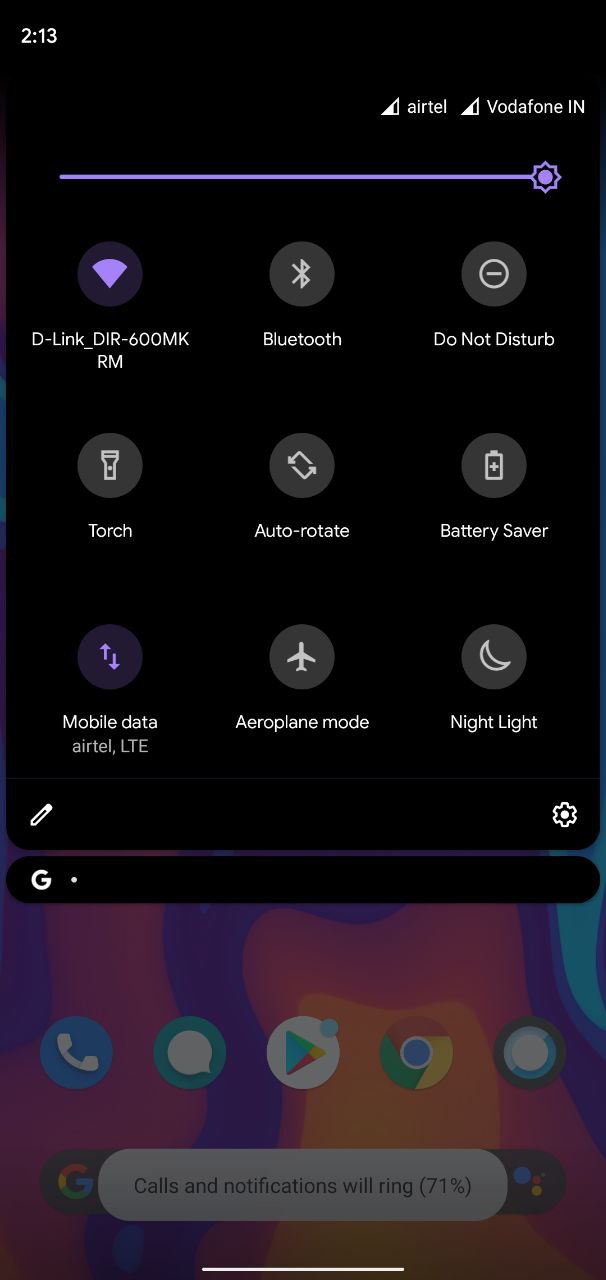 2:13
airtel Vodafone IN
D-Link_DIR-600MK
RM
Bluetooth
Do Not Disturb
Torch
Auto-rotate
Battery Saver
Mobile data
airtel, LTE
Aeroplane mode
Night Light
G
G
Calls and notifications will ring (71%)